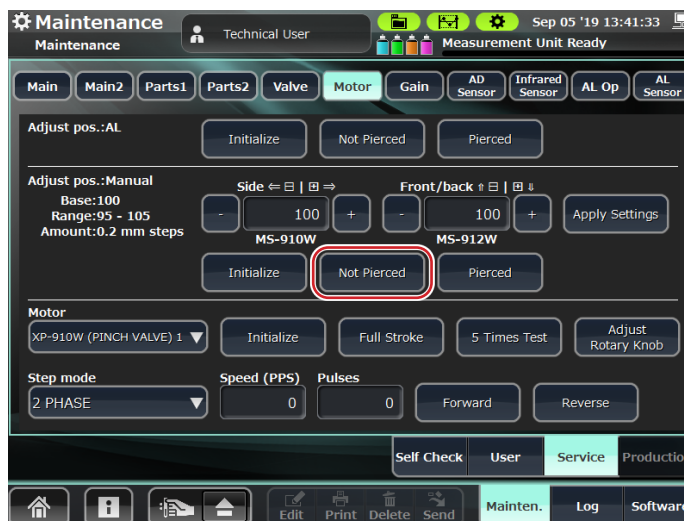 Maintenance
Maintenance
Technical User
Sep 05 '19 13:41:33
Measurement Unit Ready
Main Main2 Parts1 Parts2 Valve Motor Gain AD Sensor Infrared Sensor AL Op AL Sensor
Adjust pos.:AL
Initialize Not Pierced Pierced
Adjust pos.:Manual
Side ⇐ ⊟ | ⊞ ⇒ Front/back ⇑ ⊟ | ⊞ ⇓
Base:100
Range:95 - 105
Amount:0.2 mm steps
- 100 + - 100 + Apply Settings
MS-910W MS-912W
Initialize Not Pierced Pierced
Motor
XP-910W (PINCH VALVE) 1 ▼ Initialize Full Stroke 5 Times Test Adjust Rotary Knob
Step mode Speed (PPS) Pulses
2 PHASE ▼ 0 0 Forward Reverse
Self Check User Service Productio
Edit Print Delete Send Mainten. Log Software